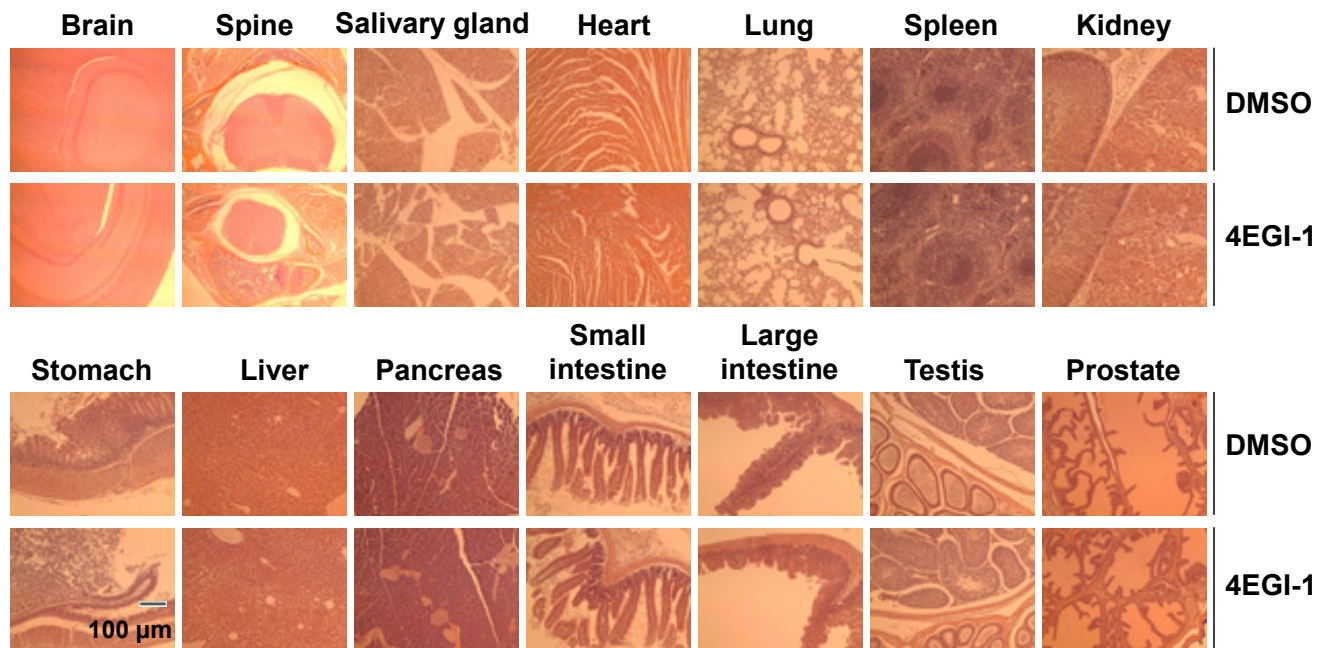 Brain Spine Salivary gland Heart Lung Spleen Kidney
DMSO
4EGI-1
Stomach Liver Pancreas Small intestine Large intestine Testis Prostate
DMSO
4EGI-1
100 µm